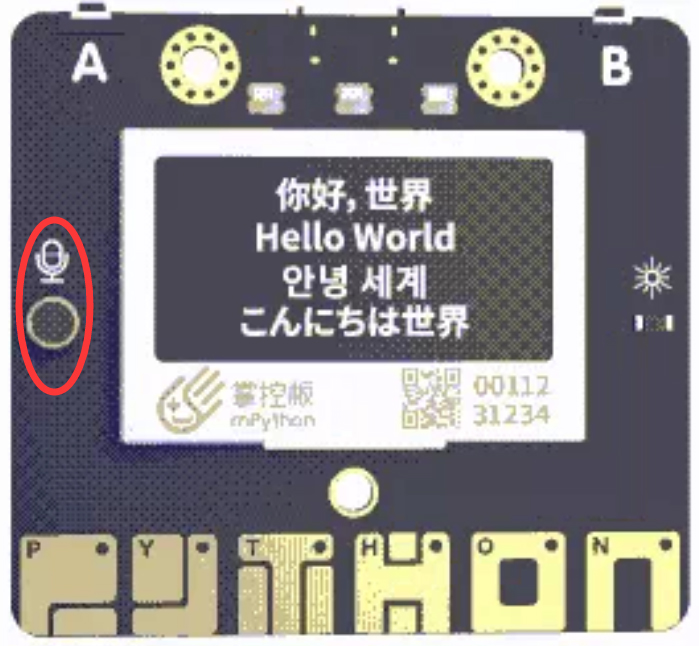 A
B
你好, 世界
Hello World
안녕 세계
こんにちは世界
掌控板
mPython
00112
31234
P Y T H O N